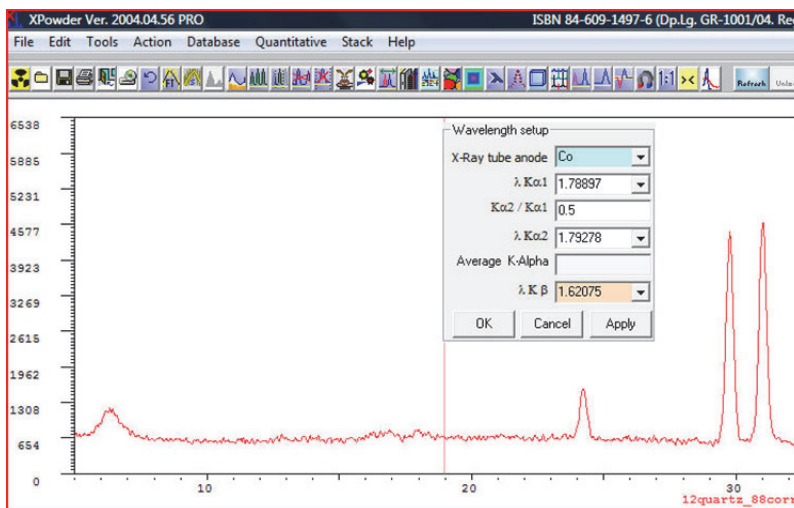 XPowder Ver. 2004.04.56 PRO ISBN 84-609-1497-6 (Dp.Lg. GR-1001/04. Re
File Edit Tools Action Database Quantitative Stack Help
1:1 Refresh Unlo
6538
5885
5231
4577
3923
3269
2615
1962
1308
654
0
Wavelength setup
X-Ray tube anode Co
λ Kα1 1.78897
Kα2 / Kα1 0.5
λ Kα2 1.79278
Average K-Alpha
λ K β 1.62075
OK Cancel Apply
10 20 30
12quartz_88corr